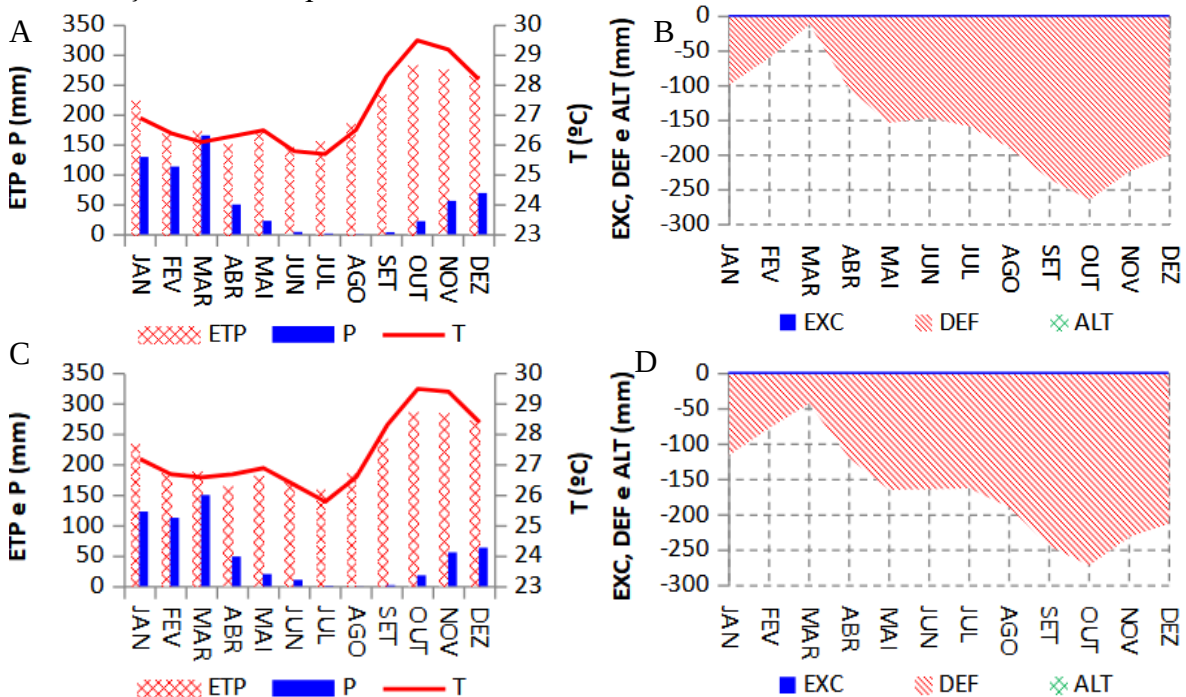 A
ETP e P (mm)
350
300
250
200
150
100
50
0
30
29
28
27
26
25
24
23
T (ºC)
JAN FEV MAR ABR MAI JUN JUL AGO SET OUT NOV DEZ
ETP P T
B
EXC, DEF e ALT (mm)
0
-50
-100
-150
-200
-250
-300
JAN FEV MAR ABR MAI JUN JUL AGO SET OUT NOV DEZ
EXC DEF ALT
C
ETP e P (mm)
350
300
250
200
150
100
50
0
30
29
28
27
26
25
24
23
T (ºC)
JAN FEV MAR ABR MAI JUN JUL AGO SET OUT NOV DEZ
ETP P T
D
EXC, DEF e ALT (mm)
0
-50
-100
-150
-200
-250
-300
JAN FEV MAR ABR MAI JUN JUL AGO SET OUT NOV DEZ
EXC DEF ALT